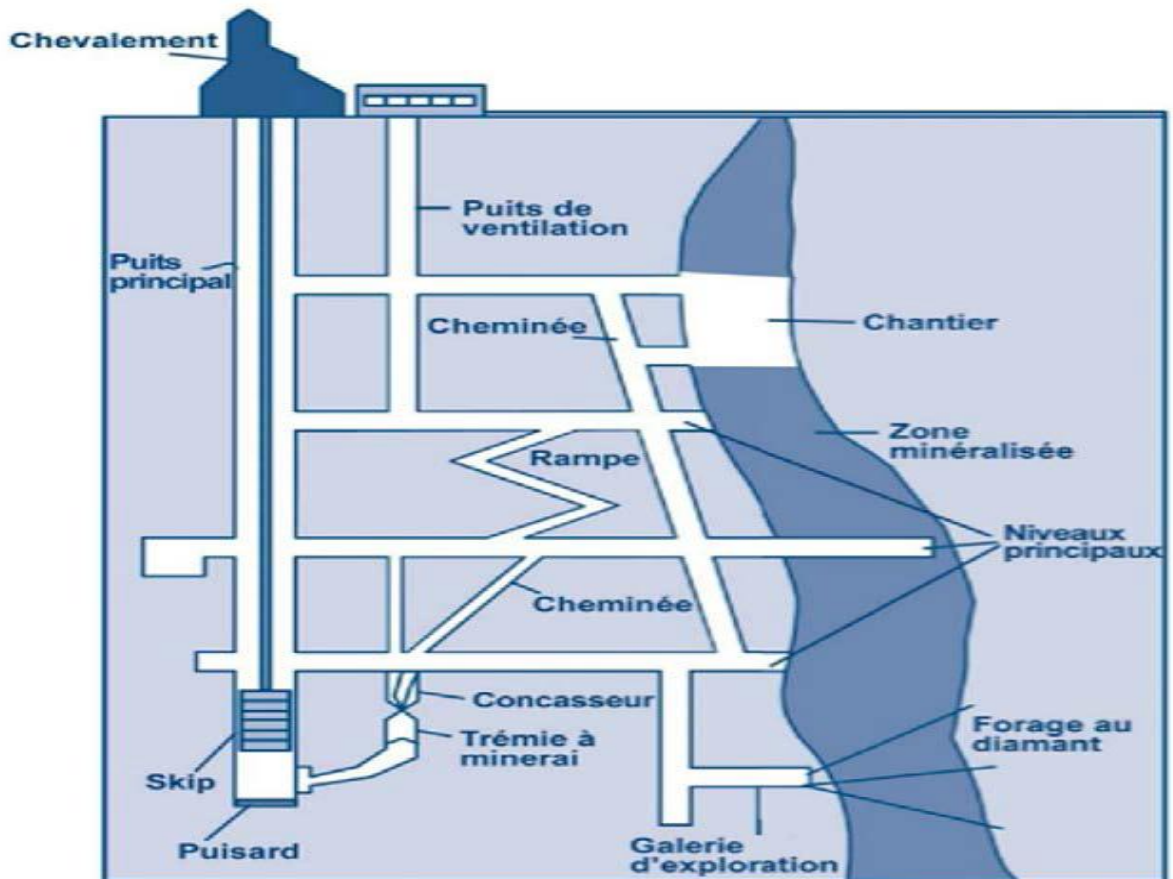 Chevalement
Puits de
ventilation
Puits
principal
Cheminée
Chantier
Zone
minéralisée
Rampe
Niveaux
principaux
Cheminée
Concasseur
Trémie à
minerai
Forage au
diamant
Skip
Puisard
Galerie
d'exploration